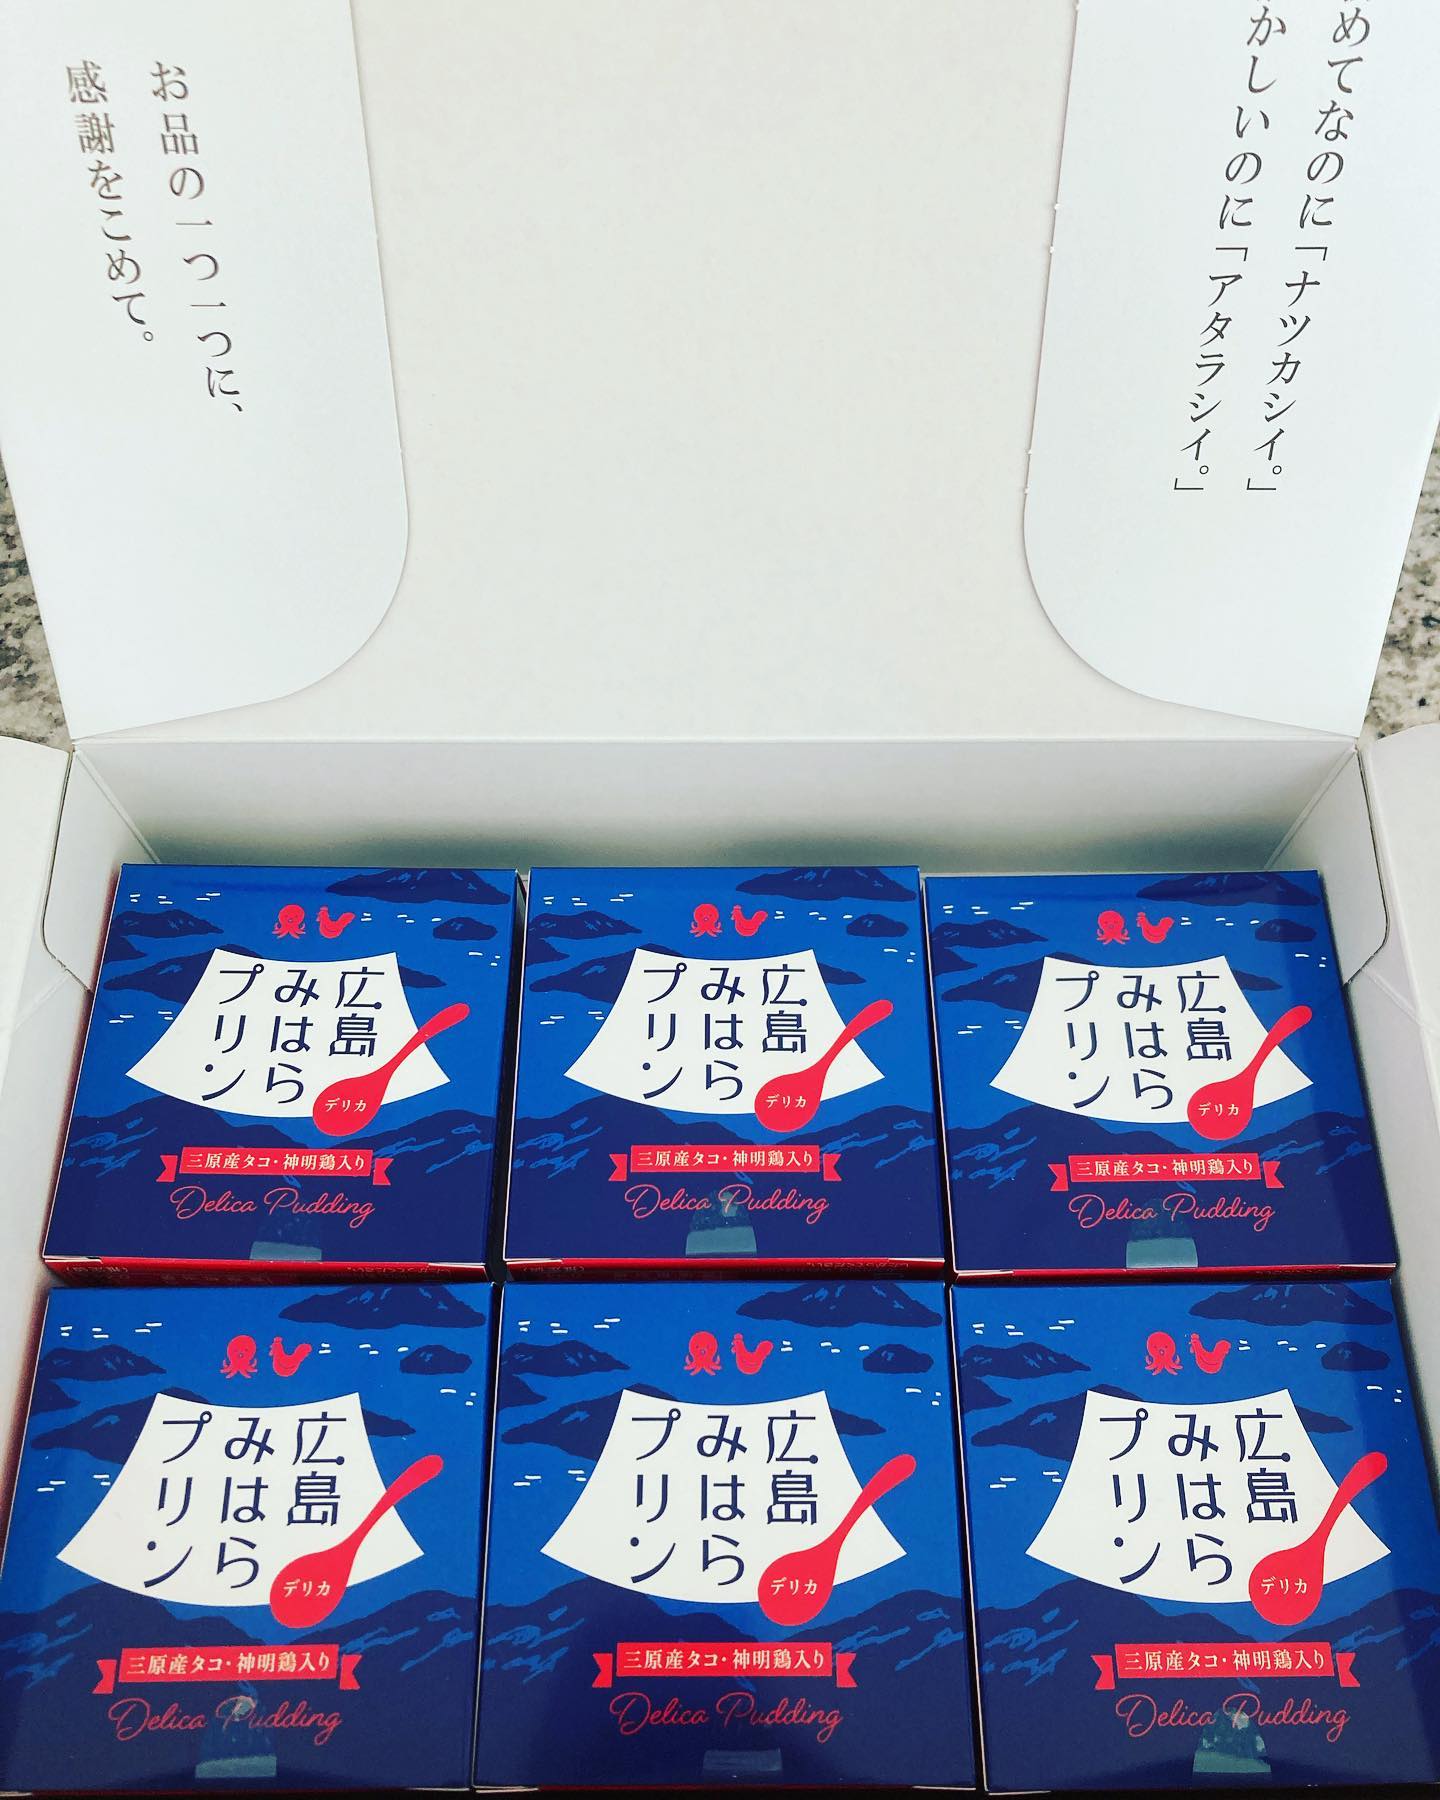 めてなのに「ナツカシイ。」
かしいのに「アタラシイ。」
お品の一つ一つに、
感謝をこめて。
広島
みはら
プリン
デリカ
三原産タコ・神明鶏入り
Delica Pudding
広島
みはら
プリン
デリカ
三原産タコ・神明鶏入り
Delica Pudding
広島
みはら
プリン
デリカ
三原産タコ・神明鶏入り
Delica Pudding
広島
みはら
プリン
デリカ
三原産タコ・神明鶏入り
Delica Pudding
広島
みはら
プリン
デリカ
三原産タコ・神明鶏入り
Delica Pudding
広島
みはら
プリン
デリカ
三原産タコ・神明鶏入り
Delica Pudding